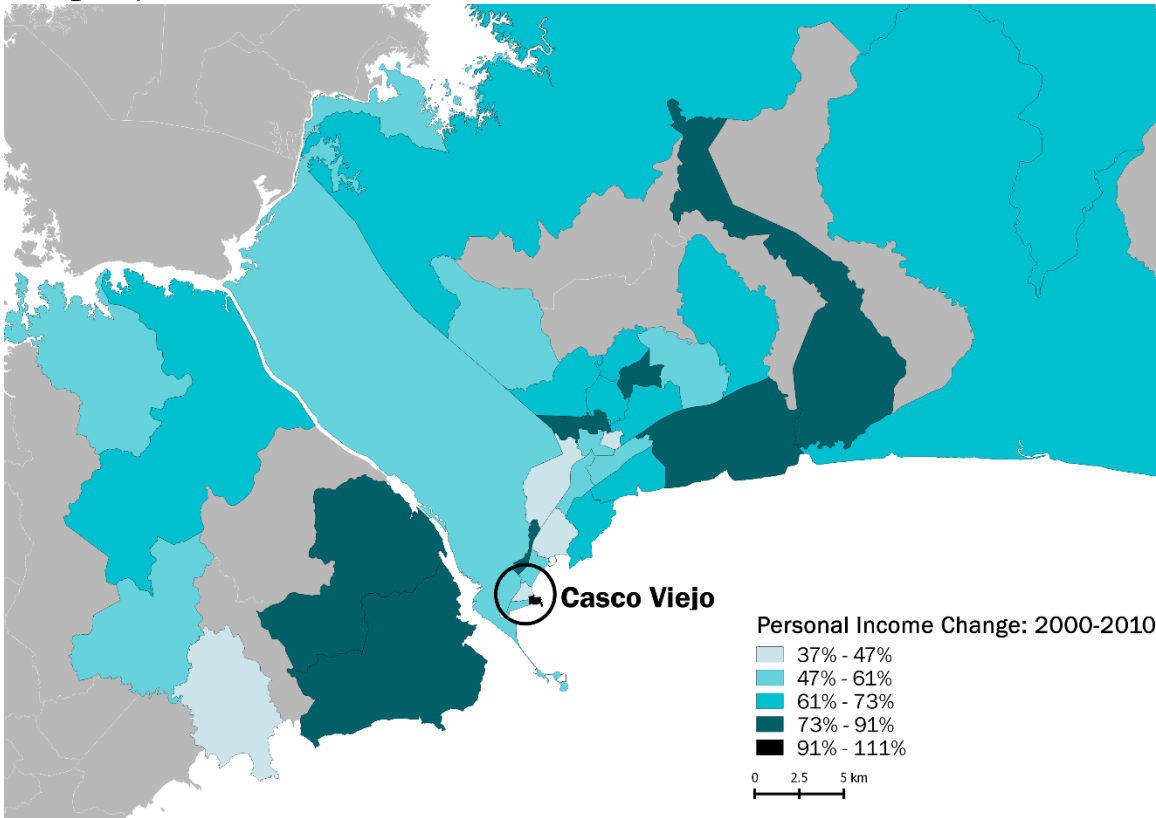 Casco Viejo
Personal Income Change: 2000-2010
37% - 47%
47% - 61%
61% - 73%
73% - 91%
91% - 111%
0 2.5 5 km